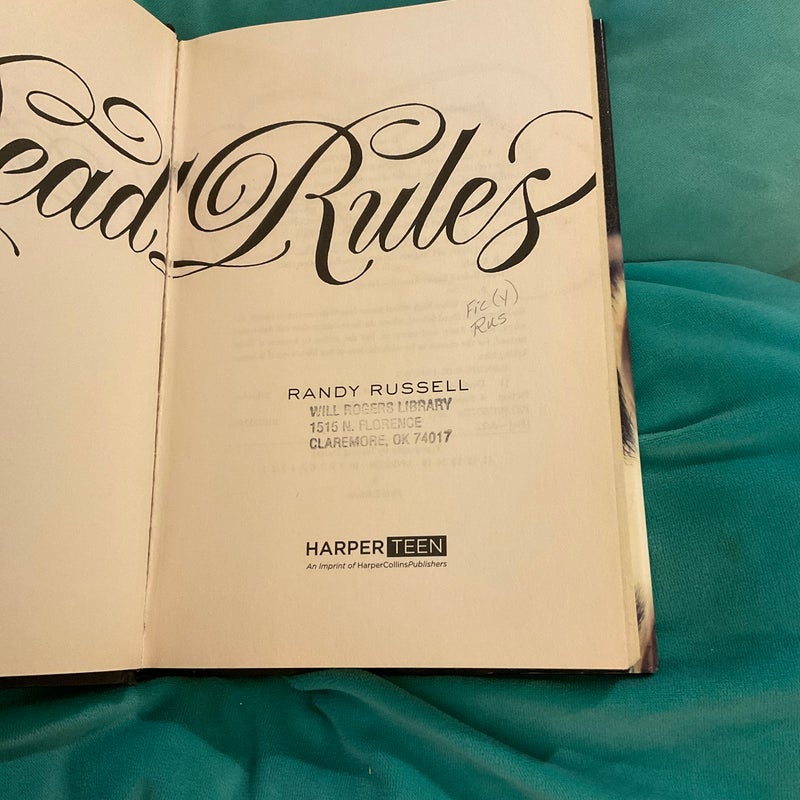 ead Rules
Fic (Y)
Rus
RANDY RUSSELL
WILL ROGERS LIBRARY
1515 N. FLORENCE
CLAREMORE, OK 74017
HARPER TEEN
An Imprint of HarperCollinsPublishers